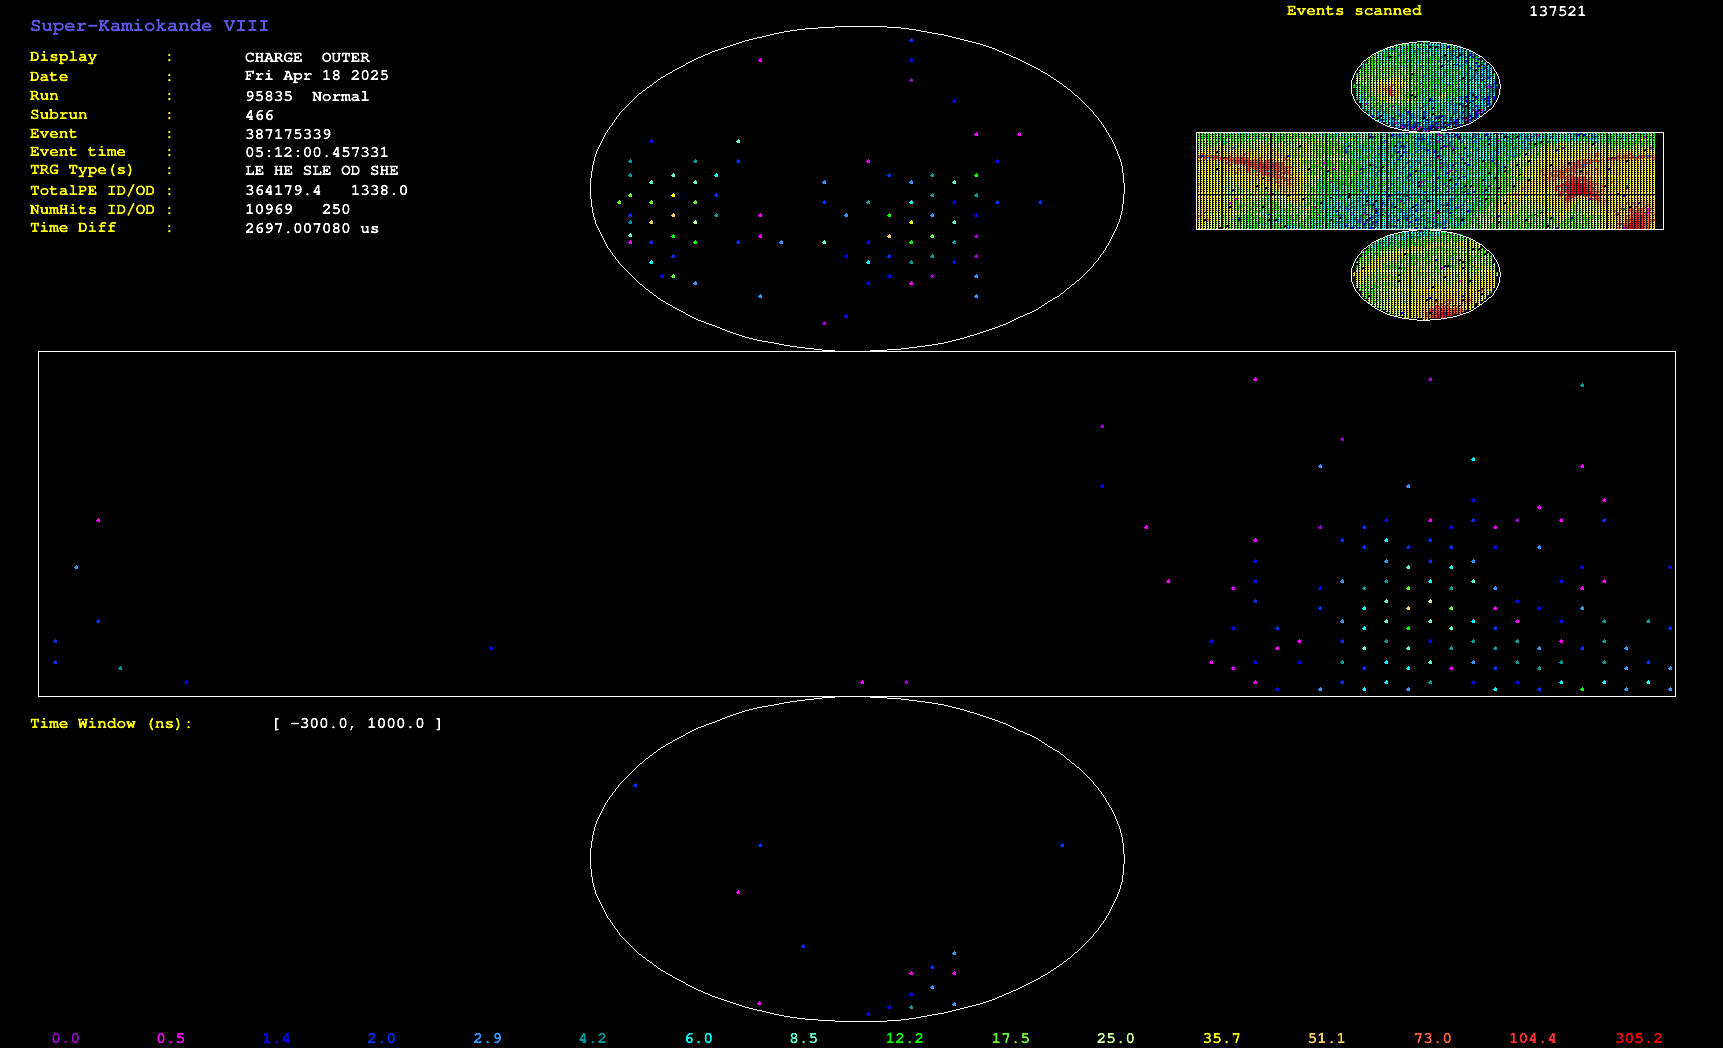 Super-Kamiokande VIII
Events scanned 137521
Display : CHARGE OUTER
Date : Fri Apr 18 2025
Run : 95835 Normal
Subrun : 466
Event : 387175339
Event time : 05:12:00.457331
TRG Type(s) : LE HE SLE OD SHE
TotalPE ID/OD : 364179.4 1338.0
NumHits ID/OD : 10969 250
Time Diff : 2697.007080 us
Time Window (ns): [ -300.0, 1000.0 ]
0.0 0.5 1.4 2.0 2.9 4.2 6.0 8.5 12.2 17.5 25.0 35.7 51.1 73.0 104.4 305.2